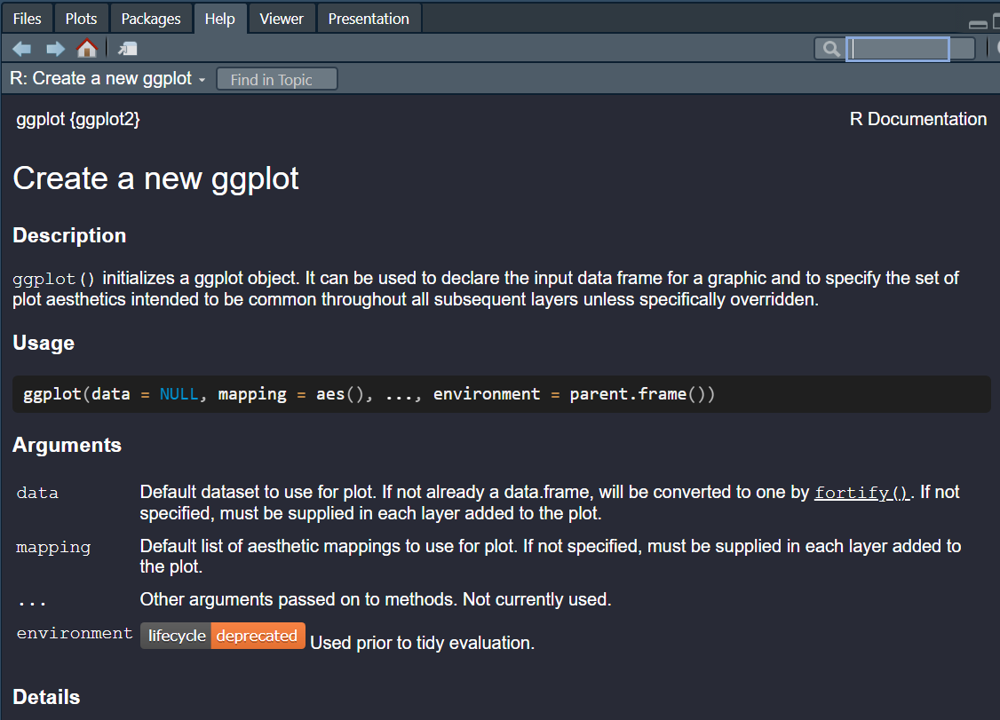 Files Plots Packages Help Viewer Presentation
R: Create a new ggplot Find in Topic
ggplot {ggplot2} R Documentation
Create a new ggplot
Description
ggplot() initializes a ggplot object. It can be used to declare the input data frame for a graphic and to specify the set of
plot aesthetics intended to be common throughout all subsequent layers unless specifically overridden.
Usage
ggplot(data = NULL, mapping = aes(), ..., environment = parent.frame())
Arguments
data Default dataset to use for plot. If not already a data.frame, will be converted to one by fortify(). If not
specified, must be supplied in each layer added to the plot.
mapping Default list of aesthetic mappings to use for plot. If not specified, must be supplied in each layer added to
the plot.
... Other arguments passed on to methods. Not currently used.
environment lifecycle deprecated Used prior to tidy evaluation.
Details